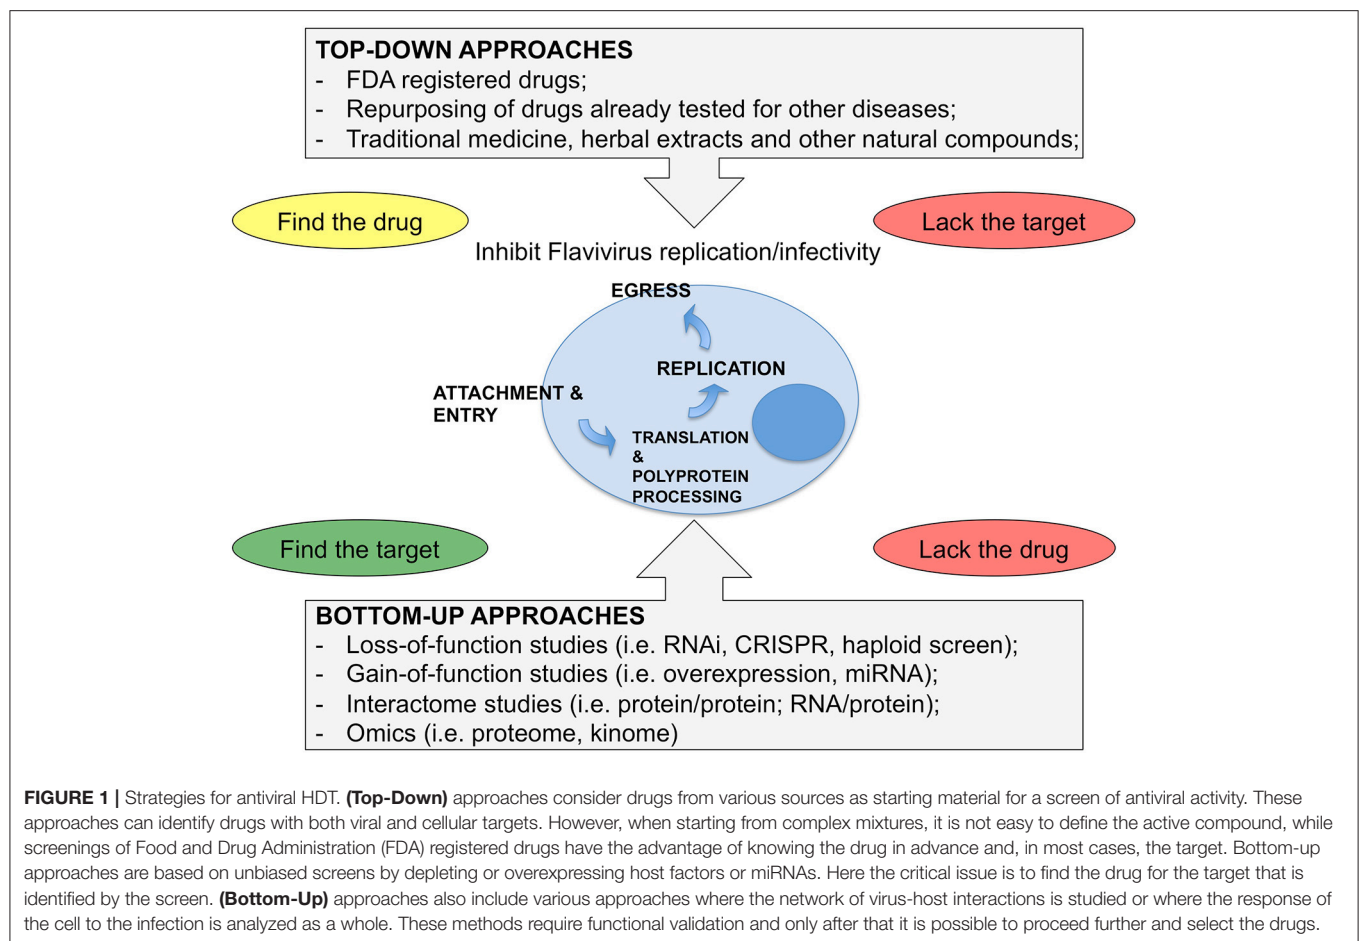 TOP-DOWN APPROACHES
- FDA registered drugs;
- Repurposing of drugs already tested for other diseases;
- Traditional medicine, herbal extracts and other natural compounds;
Find the drug
Lack the target
Inhibit Flavivirus replication/infectivity
EGRESS
REPLICATION
ATTACHMENT &
ENTRY
TRANSLATION
&
POLYPROTEIN
PROCESSING
Find the target
Lack the drug
BOTTOM-UP APPROACHES
- Loss-of-function studies (i.e. RNAi, CRISPR, haploid screen);
- Gain-of-function studies (i.e. overexpression, miRNA);
- Interactome studies (i.e. protein/protein; RNA/protein);
- Omics (i.e. proteome, kinome)
FIGURE 1 | Strategies for antiviral HDT. (Top-Down) approaches consider drugs from various sources as starting material for a screen of antiviral activity. These
approaches can identify drugs with both viral and cellular targets. However, when starting from complex mixtures, it is not easy to define the active compound, while
screenings of Food and Drug Administration (FDA) registered drugs have the advantage of knowing the drug in advance and, in most cases, the target. Bottom-up
approaches are based on unbiased screens by depleting or overexpressing host factors or miRNAs. Here the critical issue is to find the drug for the target that is
identified by the screen. (Bottom-Up) approaches also include various approaches where the network of virus-host interactions is studied or where the response of
the cell to the infection is analyzed as a whole. These methods require functional validation and only after that it is possible to proceed further and select the drugs.